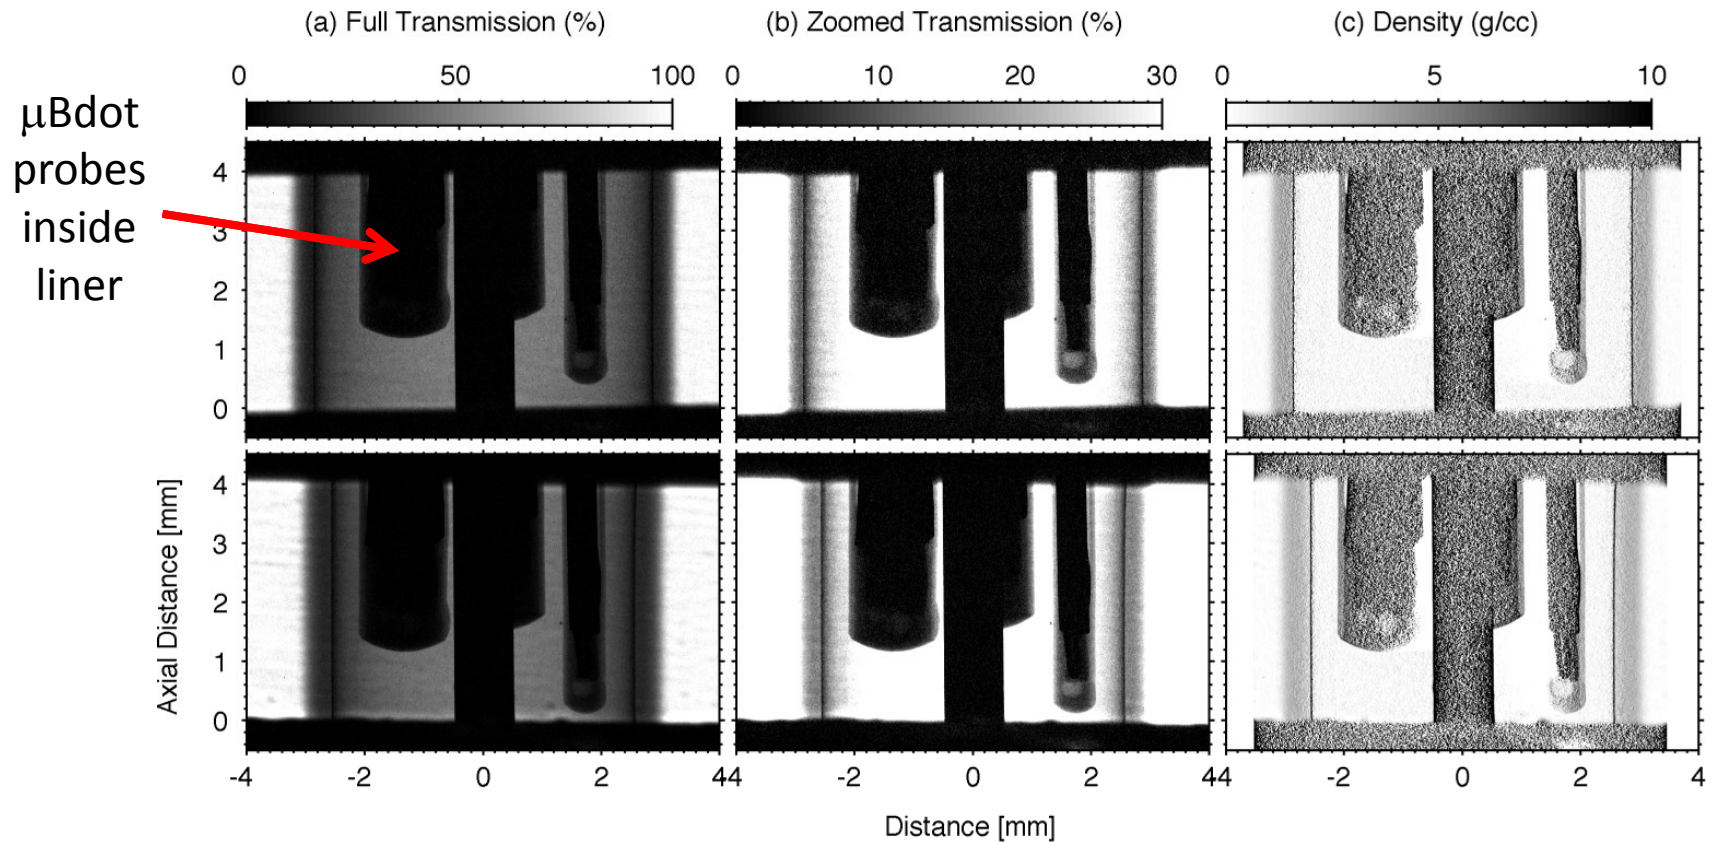 (a) Full Transmission (%)
(b) Zoomed Transmission (%)
(c) Density (g/cc)
0 50 100
0 10 20 30
0 5 10
μBdot
probes
inside
liner
4
3
2
1
0
4
3
2
1
0
Axial Distance [mm]
-4 -2 0 2 44 -2 0 2 44 -2 0 2 4
Distance [mm]